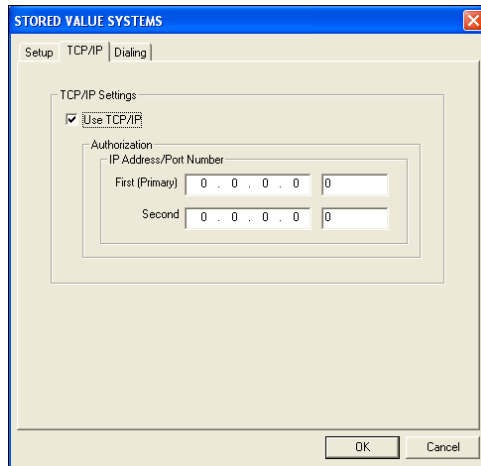 STORED VALUE SYSTEMS
Setup TCP/IP Dialing
TCP/IP Settings
Use TCP/IP
Authorization
IP Address/Port Number
First (Primary) 0 . 0 . 0 . 0 0
Second 0 . 0 . 0 . 0 0
OK Cancel